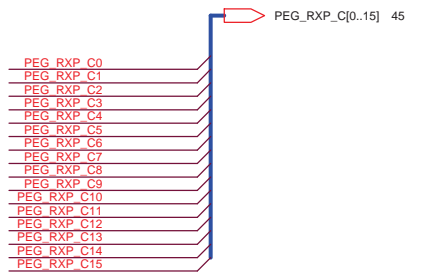 PEG_RXP_C[0..15] 45
PEG_RXP_C0
PEG_RXP_C1
PEG_RXP_C2
PEG_RXP_C3
PEG_RXP_C4
PEG_RXP_C5
PEG_RXP_C6
PEG_RXP_C7
PEG_RXP_C8
PEG_RXP_C9
PEG_RXP_C10
PEG_RXP_C11
PEG_RXP_C12
PEG_RXP_C13
PEG_RXP_C14
PEG_RXP_C15